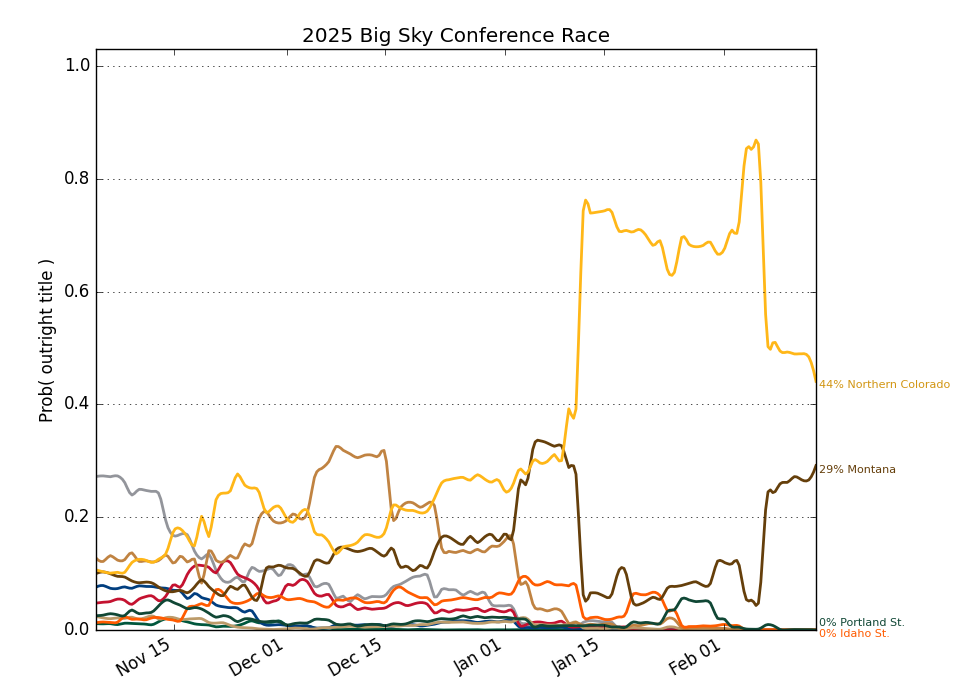 2025 Big Sky Conference Race
Prob( outright title )
1.0
0.8
0.6
0.4
0.2
0.0
Nov 15
Dec 01
Dec 15
Jan 01
Jan 15
Feb 01
44% Northern Colorado
29% Montana
0% Portland St.
0% Idaho St.